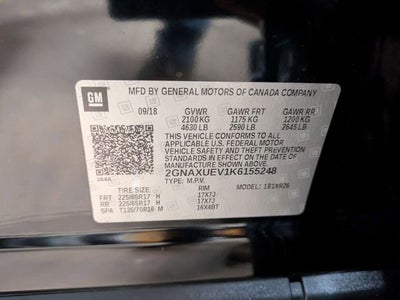 GM
MFD BY GENERAL MOTORS OF CANADA COMPANY
09/18 GVWR GAWR FRT GAWR RR
2100 KG 1175 KG 1200 KG
4630 LB 2590 LB 2645 LB
THIS VEHICLE CONFORMS TO ALL
APPLICABLE U.S. FEDERAL MOTOR
VEHICLE SAFETY, BUMPER, AND THEFT
PREVENTION STANDARDS IN EFFECT
ON THE DATE OF MANUFACTURE
SHOWN ABOVE.
2GNAXUEV1K6155248
TYPE: M.P.V. MODEL: 1B1XR26
TIRE RIM
FRT 225/65R17 H 17X7J
RR 225/65R17 H 17X7J
SPA T135/70R16 M 16X4BT